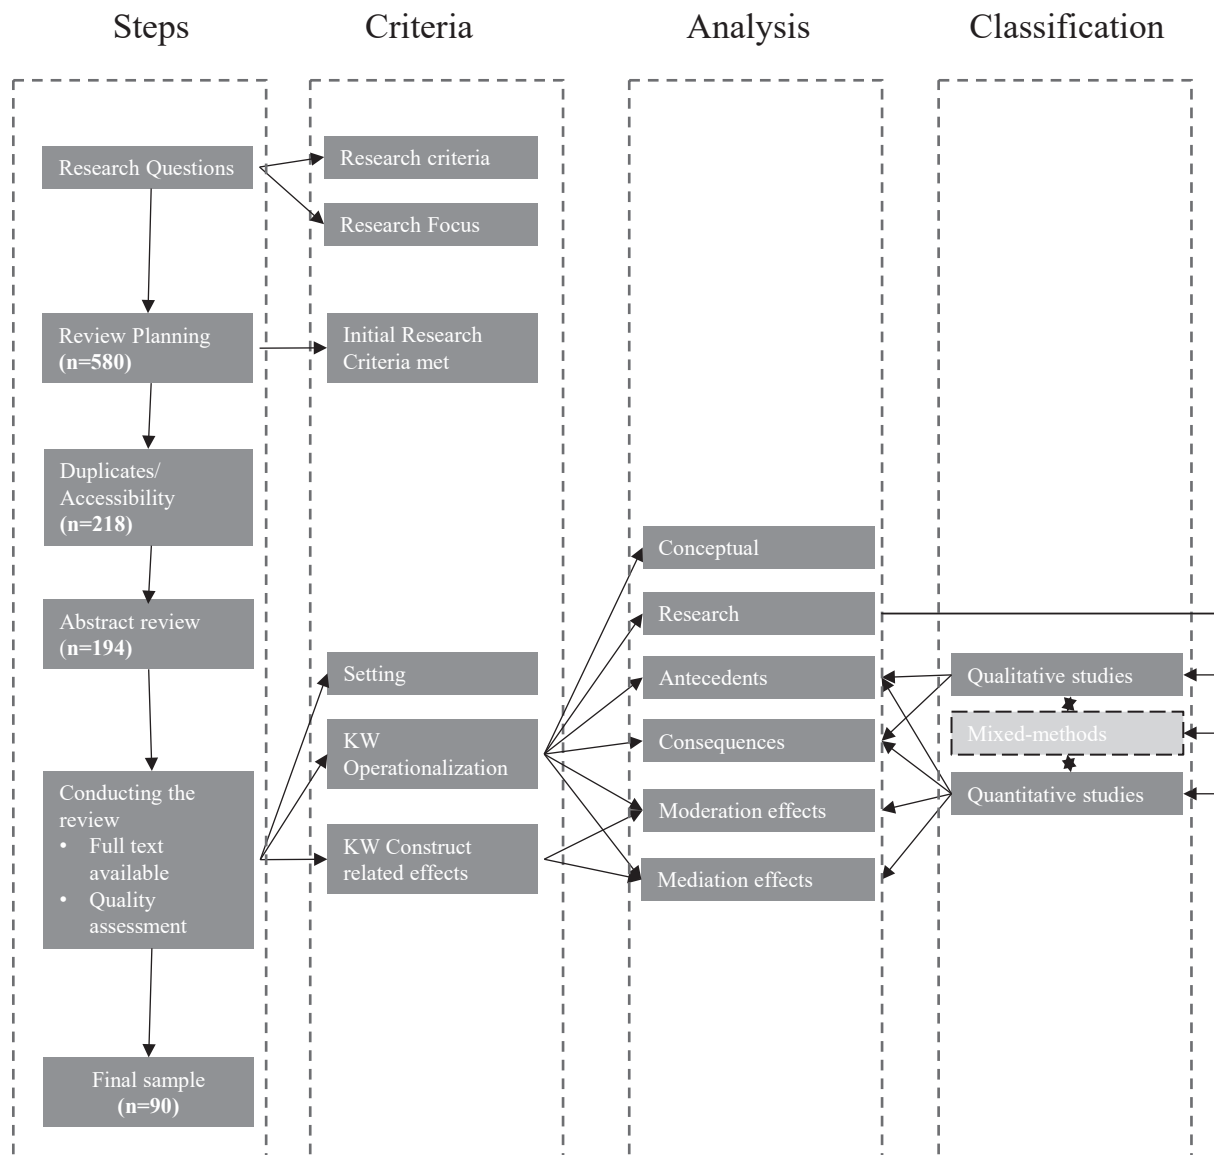 Steps
Criteria
Analysis
Classification
Research Questions
Review Planning
(n=580)
Duplicates/
Accessibility
(n=218)
Abstract review
(n=194)
Conducting the
review
• Full text
available
• Quality
assessment
Final sample
(n=90)
Research criteria
Research Focus
Initial Research
Criteria met
Setting
KW
Operationalization
KW Construct
related effects
Conceptual
Research
Antecedents
Consequences
Moderation effects
Mediation effects
Qualitative studies
Mixed-methods
Quantitative studies